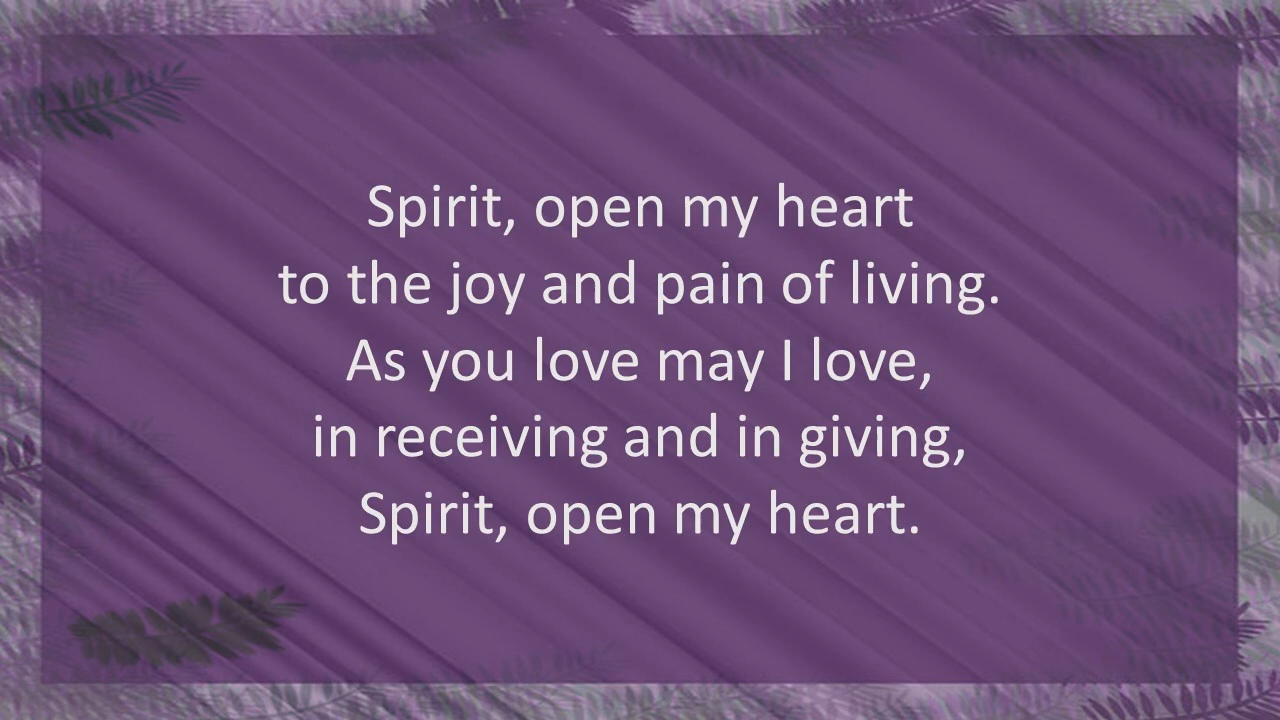 Spirit, open my heart
to the joy and pain of living.
As you love may I love,
in receiving and in giving,
Spirit, open my heart.